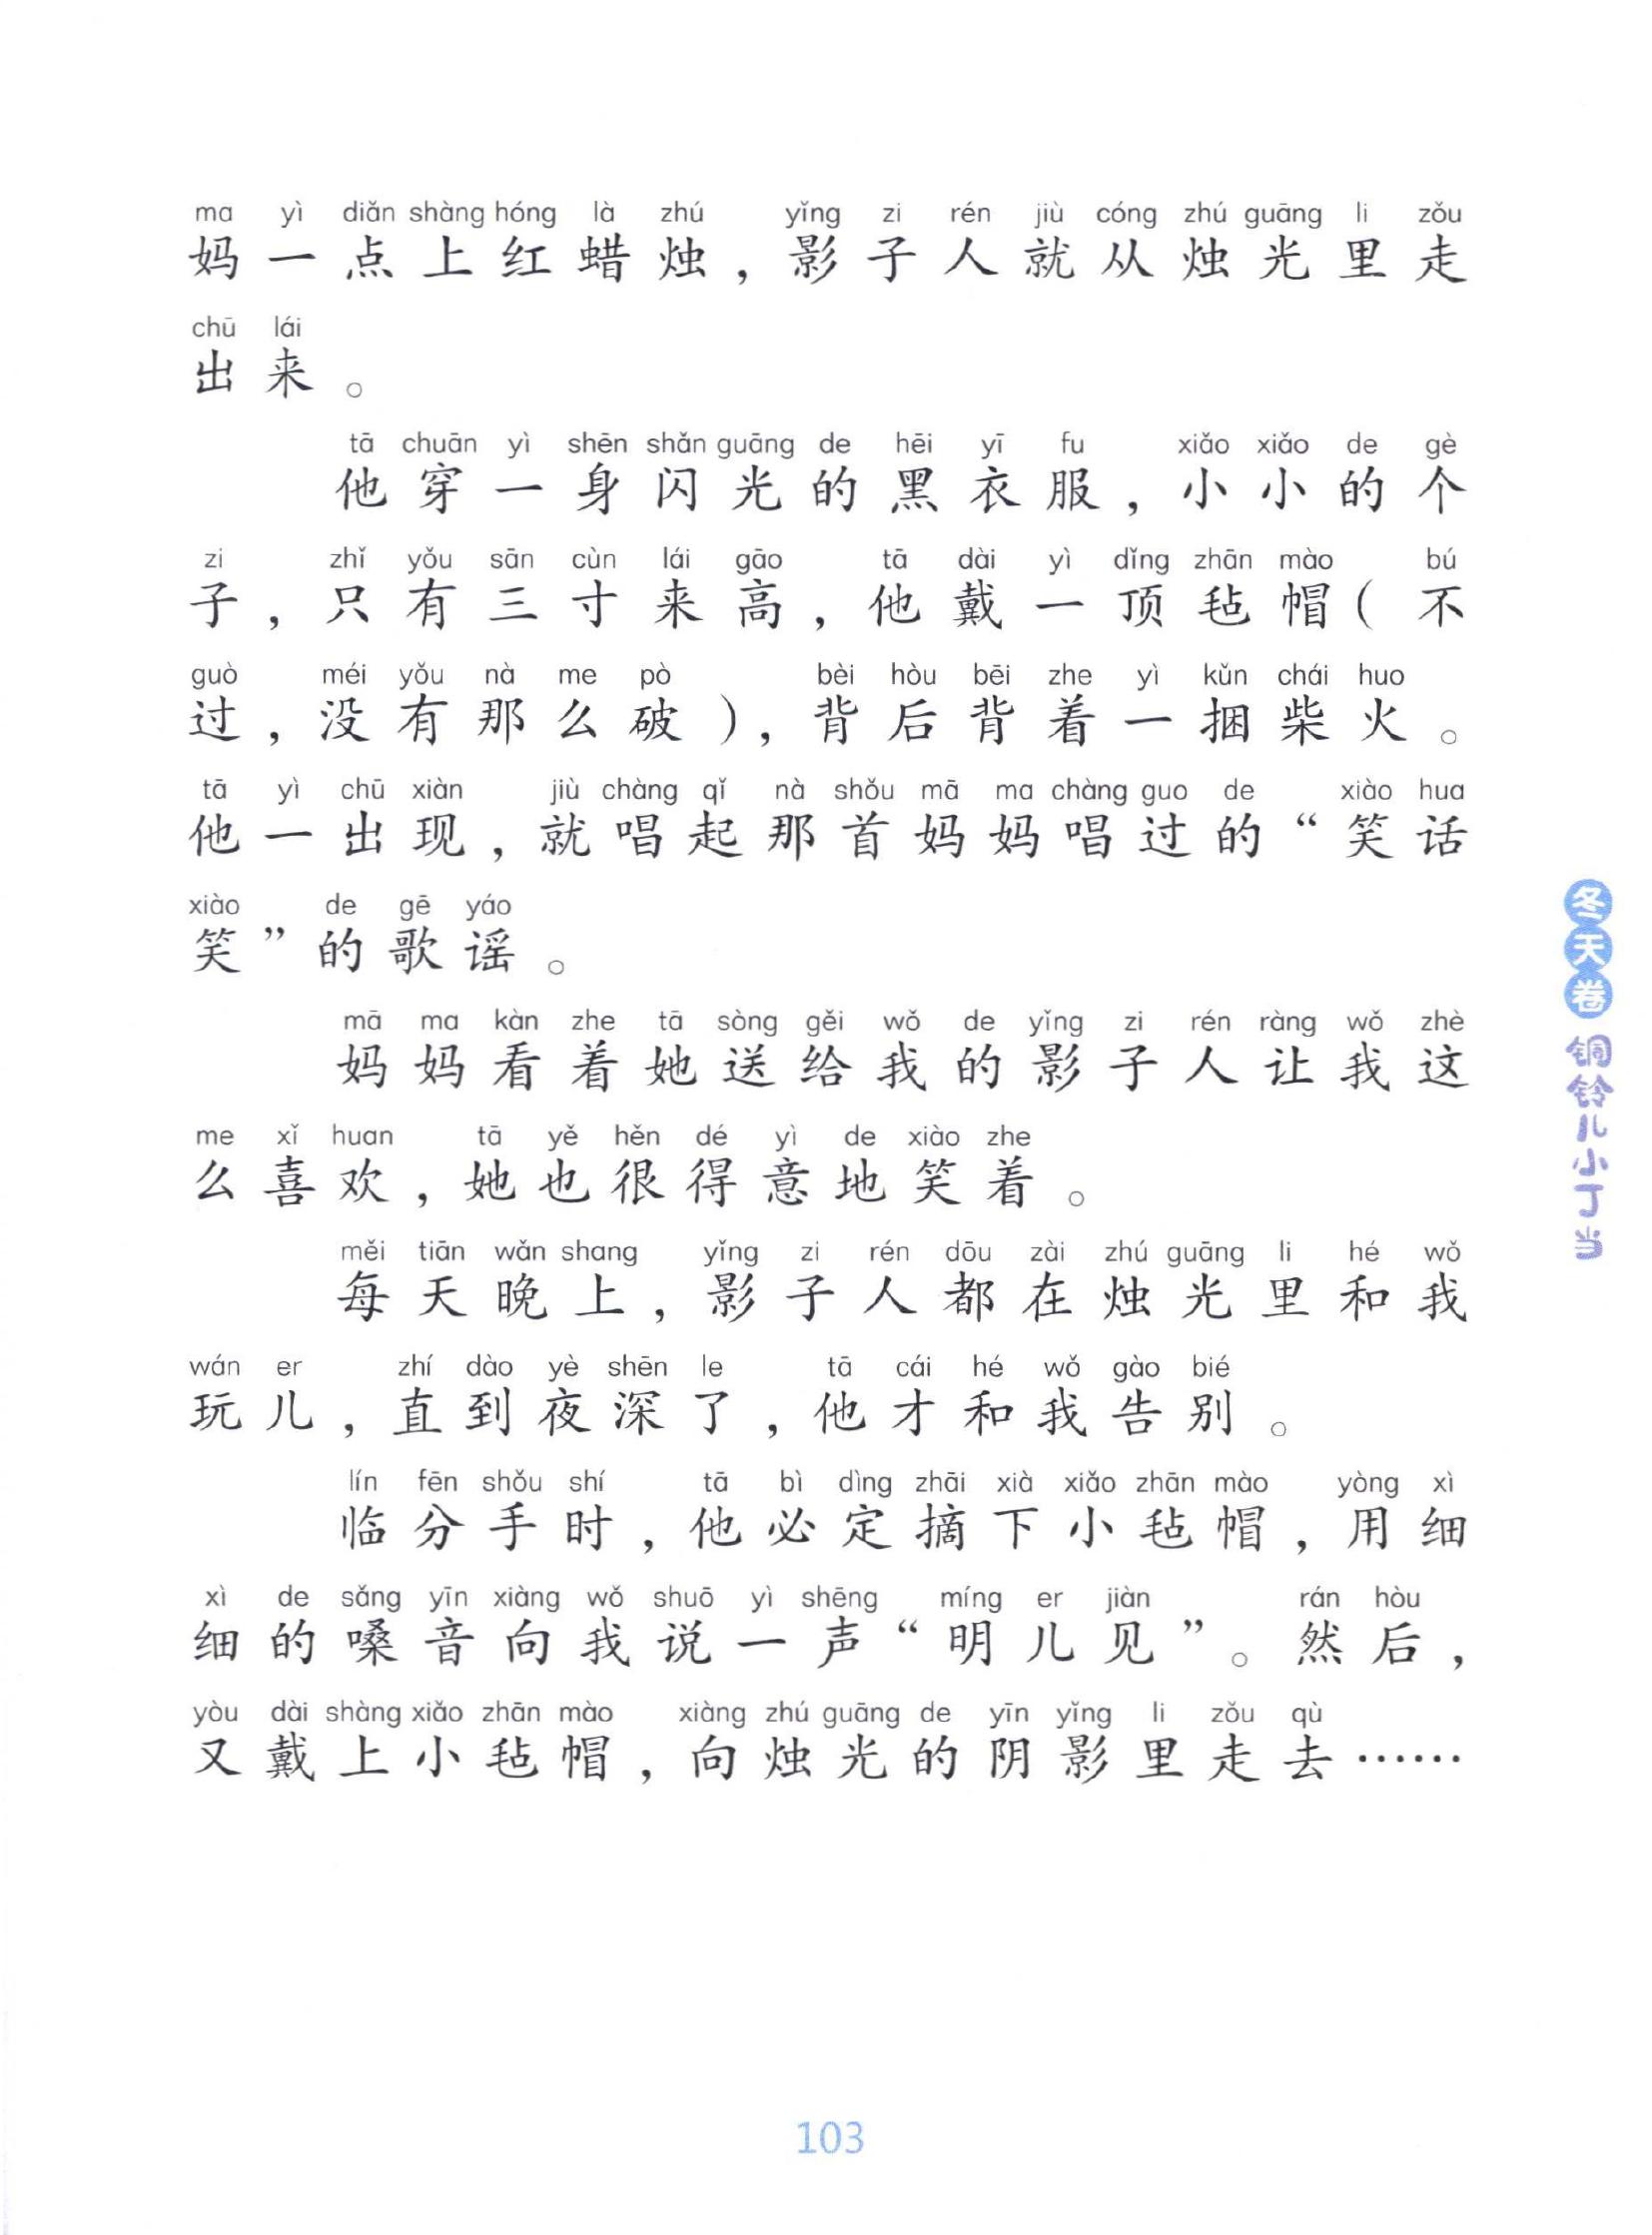 ma yì diǎn shàng hóng là zhú yǐng zi rén jiù cóng zhú guāng li zǒu
妈一点上红蜡烛，影子人就从烛光里走
chū lái
出来。
tā chuān yì shēn shǎn guāng de hēi yī fu xiǎo xiǎo de gè
他穿一身闪光的黑衣服，小小的个
zi zhǐ yǒu sān cùn lái gāo tā dài yì dǐng zhān mào bú
子，只有三寸来高，他戴一顶毡帽（不
guò méi yǒu nà me pò bèi hòu bēi zhe yì kǔn chái huo
过，没有那么破），背后背着一捆柴火。
tā yì chū xiàn jiù chàng qǐ nà shǒu mā ma chàng guo de xiào hua
他一出现，就唱起那首妈妈唱过的“笑话
xiào de gē yáo
笑”的歌谣。
mā ma kàn zhe tā sòng gěi wǒ de yǐng zi rén ràng wǒ zhè
妈妈看着她送给我的影子人让我这
me xǐ huan tā yě hěn dé yì de xiào zhe
么喜欢，她也很得意地笑着。
měi tiān wǎn shang yǐng zi rén dōu zài zhú guāng li hé wǒ
每天晚上，影子人都在烛光里和我
wán er zhí dào yè shēn le tā cái hé wǒ gào bié
玩儿，直到夜深了，他才和我告别。
lín fēn shǒu shí tā bì dìng zhāi xià xiǎo zhān mào yòng xì
临分手时，他必定摘下小毡帽，用细
xì de sǎng yīn xiàng wǒ shuō yì shēng míng er jiàn rán hòu
细的嗓音向我说一声“明儿见”。然后，
yòu dài shàng xiǎo zhān mào xiàng zhú guāng de yīn yǐng li zǒu qù
又戴上小毡帽，向烛光的阴影里走去……
冬天卷 铜铃儿小丁当
103